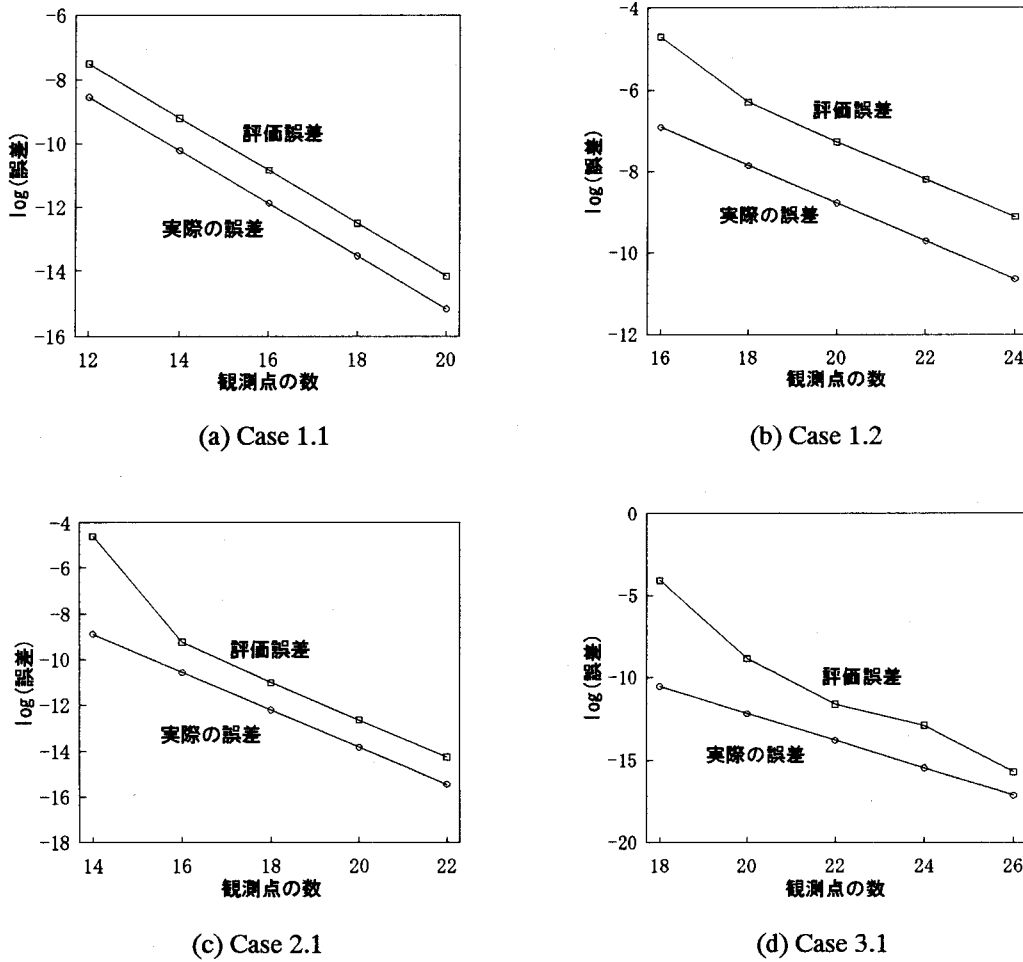 -6
-8
-10
-12
-14
-16
log(誤差)
評価誤差
実際の誤差
12 14 16 18 20
観測点の数
(a) Case 1.1
-4
-6
-8
-10
-12
log(誤差)
評価誤差
実際の誤差
16 18 20 22 24
観測点の数
(b) Case 1.2
-4
-6
-8
-10
-12
-14
-16
-18
log(誤差)
評価誤差
実際の誤差
14 16 18 20 22
観測点の数
(c) Case 2.1
0
-5
-10
-15
-20
log(誤差)
評価誤差
実際の誤差
18 20 22 24 26
観測点の数
(d) Case 3.1